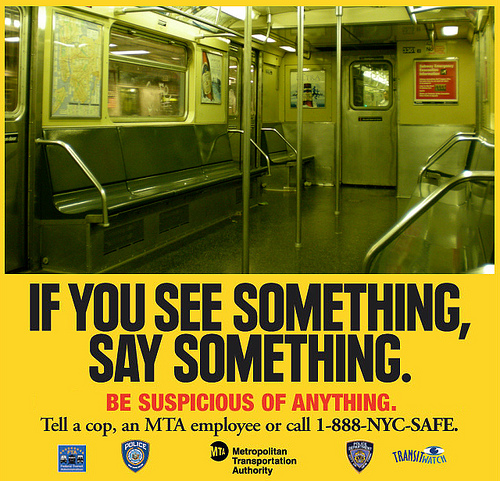 IF YOU SEE SOMETHING,
SAY SOMETHING.
BE SUSPICIOUS OF ANYTHING.
Tell a cop, an MTA employee or call 1-888-NYC-SAFE.
POLICE
MTA Metropolitan
Transportation
Authority
TRANSITWATCH